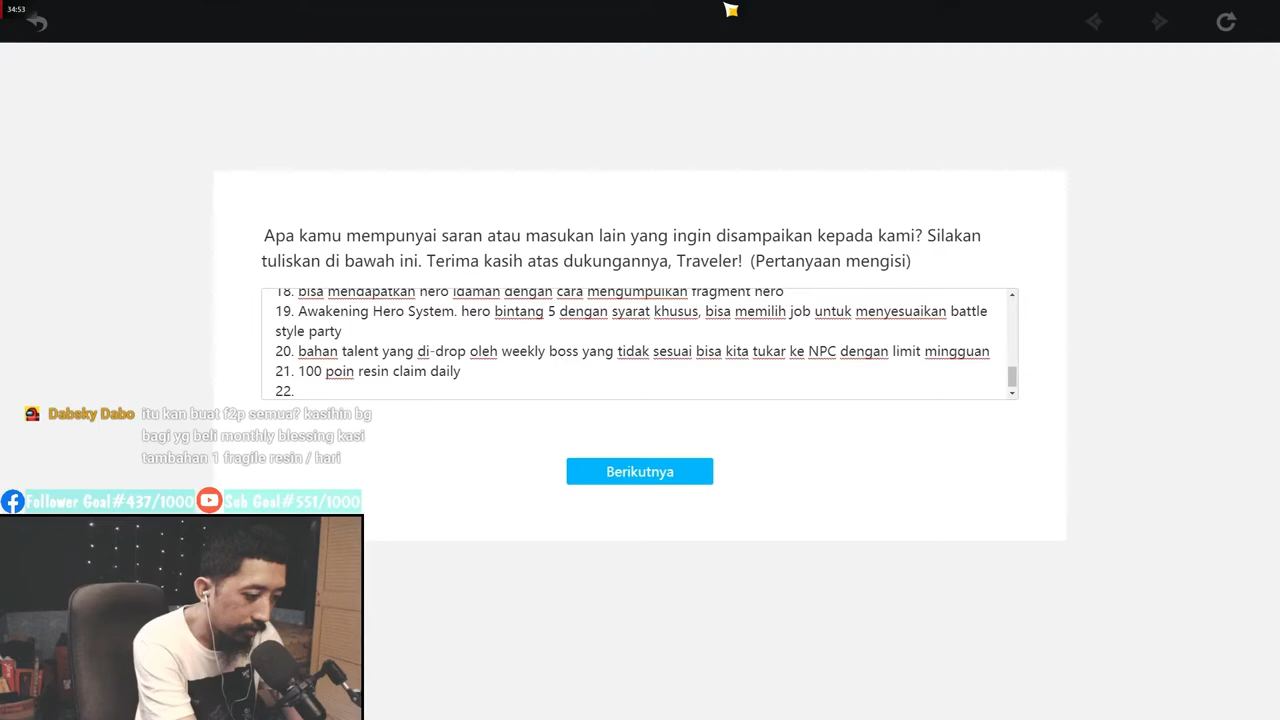 34:53
Apa kamu mempunyai saran atau masukan lain yang ingin disampaikan kepada kami? Silakan
tuliskan di bawah ini. Terima kasih atas dukungannya, Traveler! (Pertanyaan mengisi)
18. bisa mendapatkan hero idaman dengan cara mengumpulkan fragment hero
19. Awakening Hero System. hero bintang 5 dengan syarat khusus, bisa memilih job untuk menyesuaikan battle
style party
20. bahan talent yang di-drop oleh weekly boss yang tidak sesuai bisa kita tukar ke NPC dengan limit mingguan
21. 100 poin resin claim daily
22.
Dabsky Dabo itu kan buat f2p semua? kasihin bg
bagi yg beli monthly blessing kasi
tambahan 1 fragile resin / hari
Berikutnya
Follower Goal#437/1000 Sub Goal#551/1000